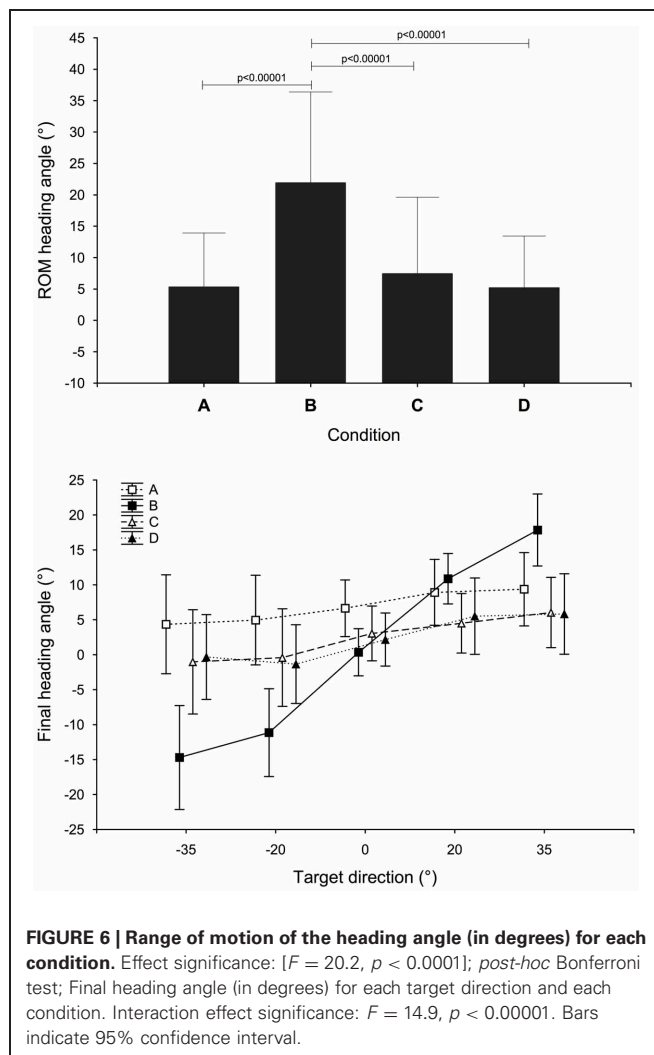 p<0.00001
p<0.00001
p<0.00001
ROM heading angle (°)
45
40
35
30
25
20
15
10
5
0
-5
-10
A B C D
Condition
A
B
C
D
Final heading angle (°)
25
20
15
10
5
0
-5
-10
-15
-20
-25
-35 -20 0 20 35
Target direction (°)
FIGURE 6 | Range of motion of the heading angle (in degrees) for each
condition. Effect significance: [F = 20.2, p < 0.0001]; post-hoc Bonferroni
test; Final heading angle (in degrees) for each target direction and each
condition. Interaction effect significance: F = 14.9, p < 0.00001. Bars
indicate 95% confidence interval.